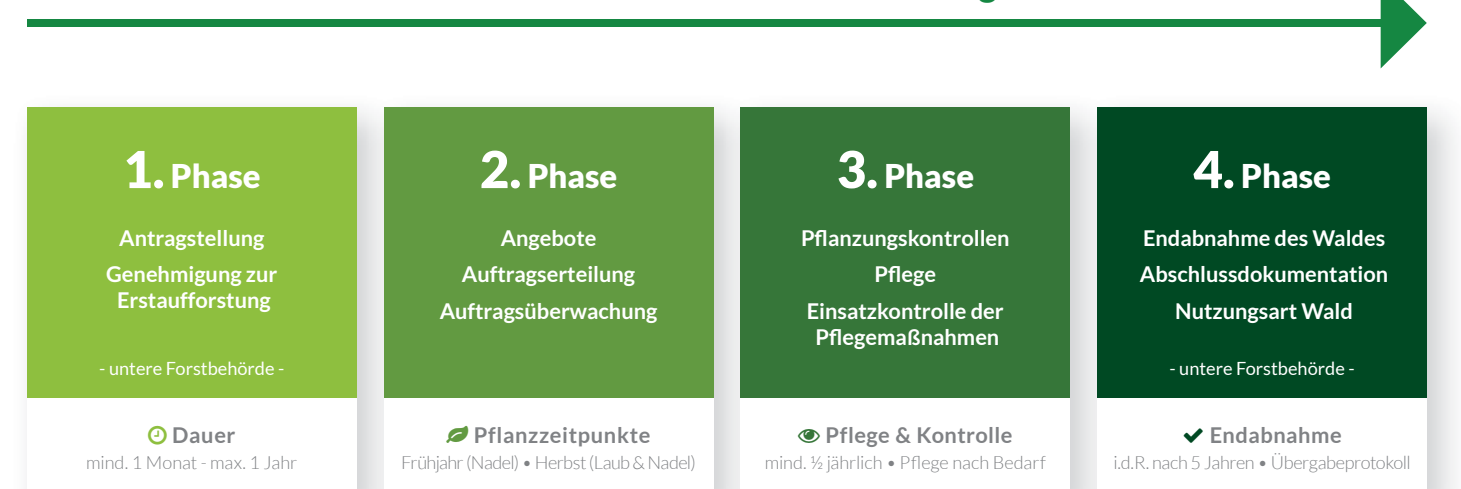 1. Phase
Antragstellung
Genehmigung zur
Erstaufforstung
- untere Forstbehörde -
Dauer
mind. 1 Monat - max. 1 Jahr
2. Phase
Angebote
Auftragserteilung
Auftragsüberwachung
Pflanzzeitpunkte
Frühjahr (Nadel) • Herbst (Laub & Nadel)
3. Phase
Pflanzungskontrollen
Pflege
Einsatzkontrolle der
Pflegemaßnahmen
Pflege & Kontrolle
mind. ½ jährlich • Pflege nach Bedarf
4. Phase
Endabnahme des Waldes
Abschlussdokumentation
Nutzungsart Wald
- untere Forstbehörde -
Endabnahme
i.d.R. nach 5 Jahren • Übergabeprotokoll